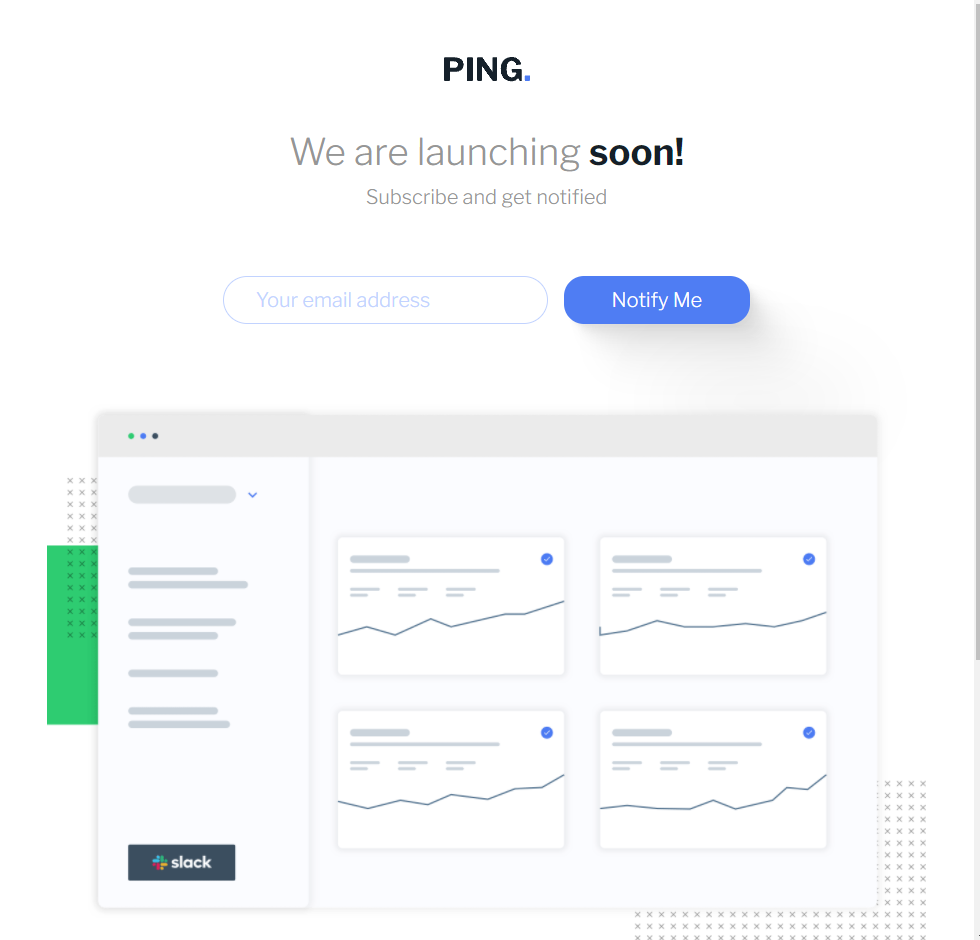 PING.
We are launching soon!
Subscribe and get notified
Your email address
Notify Me
slack